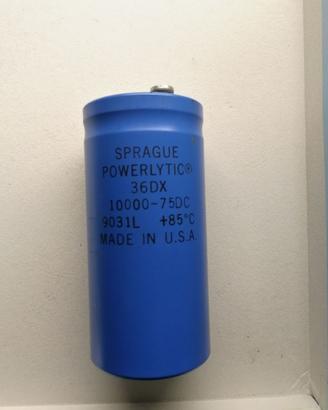 SPRAGUE
POWERLYTIC®
36DX
10000-75DC
9031L +85°C
MADE IN U.S.A.